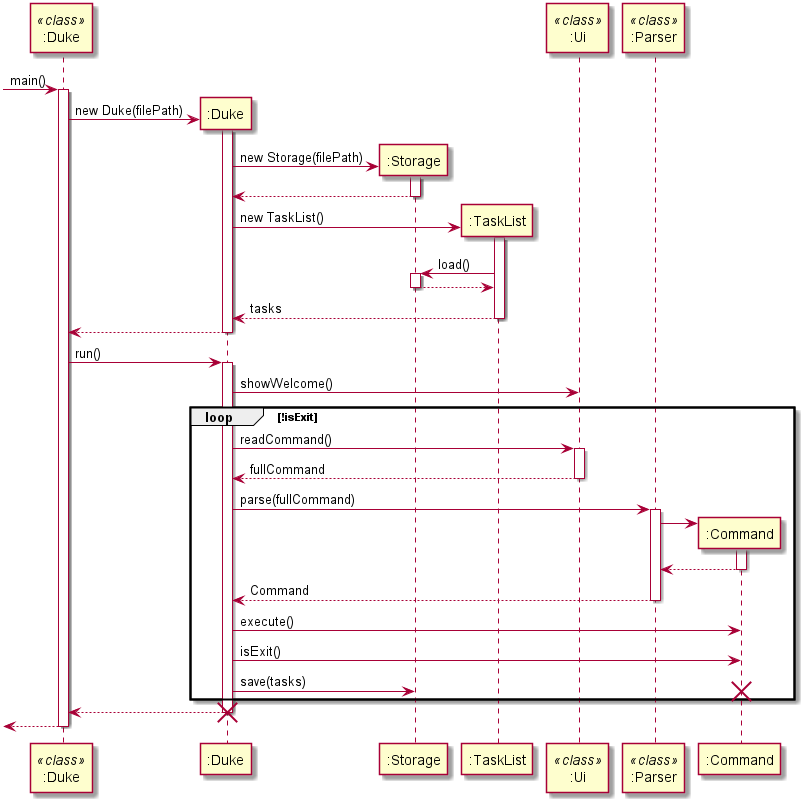 «class»
:Duke
«class»
:Ui
«class»
:Parser
main()
new Duke(filePath)
:Duke
new Storage(filePath)
:Storage
new TaskList()
:TaskList
load()
tasks
run()
showWelcome()
loop
[!isExit]
readCommand()
fullCommand
parse(fullCommand)
:Command
Command
execute()
isExit()
save(tasks)
«class»
:Duke
:Duke
:Storage
:TaskList
«class»
:Ui
«class»
:Parser
:Command